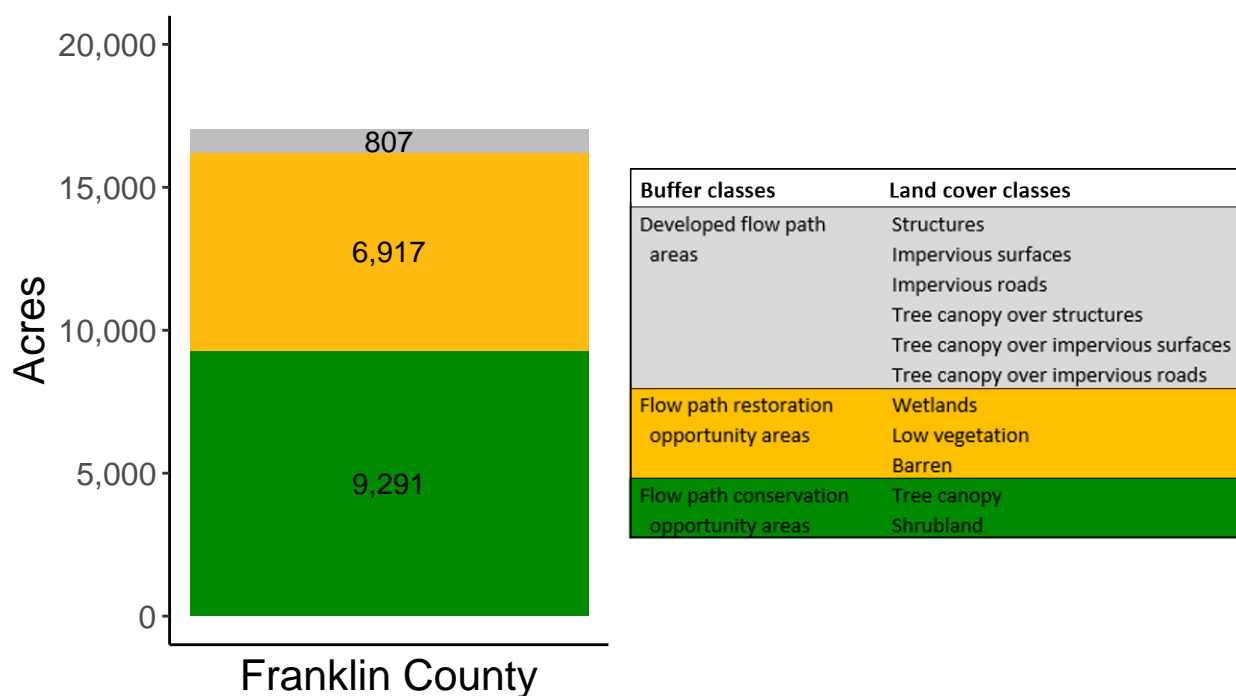 20,000
15,000
10,000
5,000
0
Acres
807
6,917
9,291
Franklin County
Buffer classes Land cover classes
Developed flow path Structures
areas Impervious surfaces
Impervious roads
Tree canopy over structures
Tree canopy over impervious surfaces
Tree canopy over impervious roads
Flow path restoration Wetlands
opportunity areas Low vegetation
Barren
Flow path conservation Tree canopy
opportunity areas Shrubland